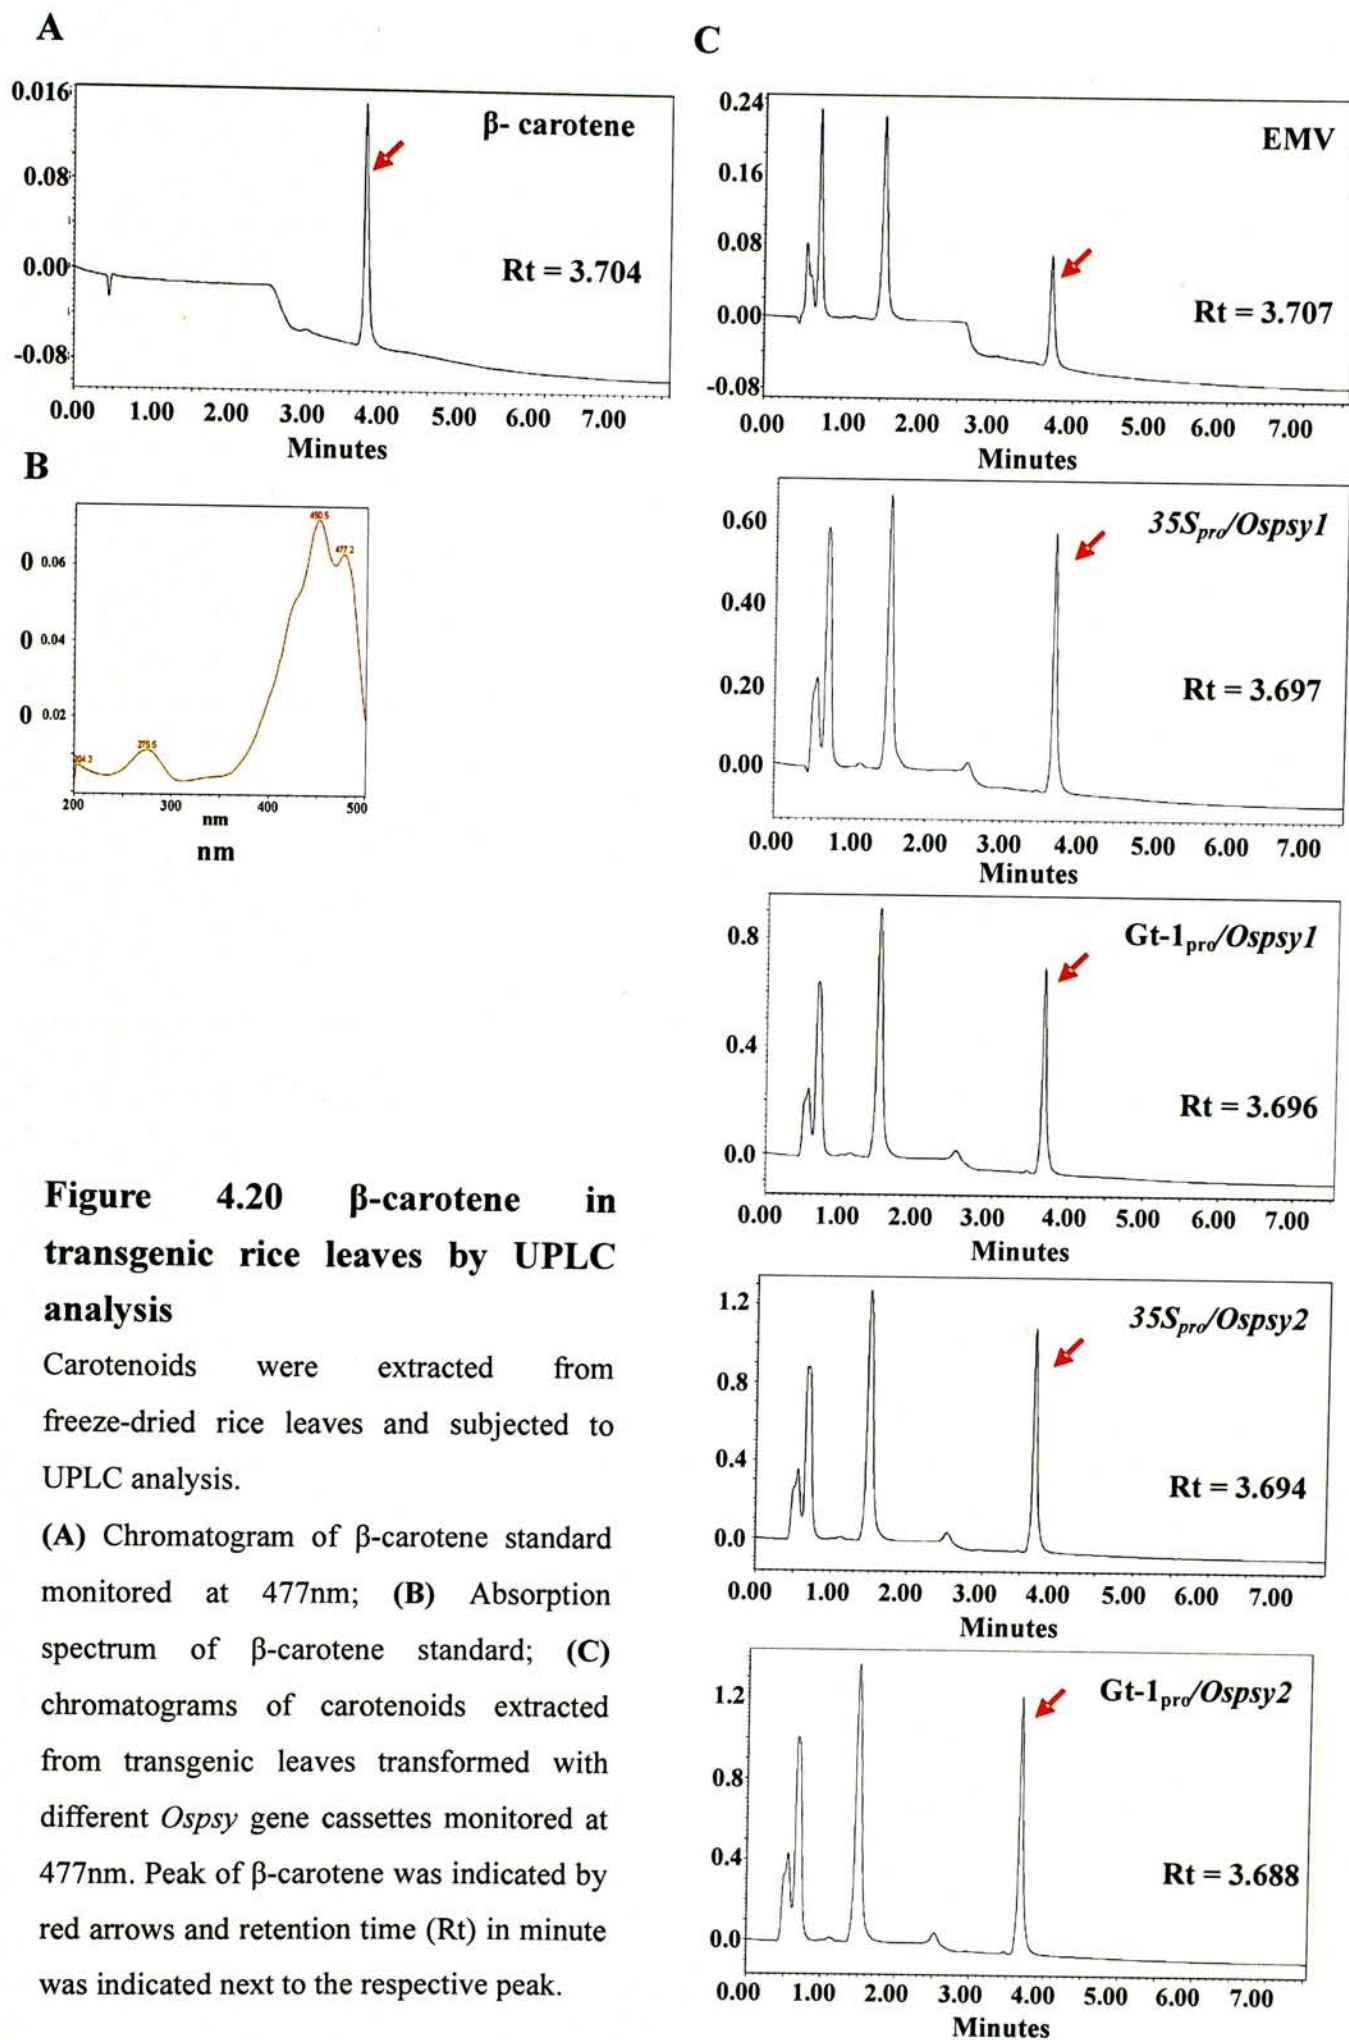 A
0.016
0.08
0.00
-0.08
β- carotene
Rt = 3.704
0.00 1.00 2.00 3.00 4.00 5.00 6.00 7.00
Minutes
B
0 0.06
0 0.04
0 0.02
450.5
477.2
275.5
200 300 400 500
nm
nm
Figure 4.20 β-carotene in
transgenic rice leaves by UPLC
analysis
Carotenoids were extracted from
freeze-dried rice leaves and subjected to
UPLC analysis.
(A) Chromatogram of β-carotene standard
monitored at 477nm; (B) Absorption
spectrum of β-carotene standard; (C)
chromatograms of carotenoids extracted
from transgenic leaves transformed with
different Ospsy gene cassettes monitored at
477nm. Peak of β-carotene was indicated by
red arrows and retention time (Rt) in minute
was indicated next to the respective peak.
C
0.24
0.16
0.08
0.00
-0.08
EMV
Rt = 3.707
0.00 1.00 2.00 3.00 4.00 5.00 6.00 7.00
Minutes
0.60
0.40
0.20
0.00
35Spro/Ospsy1
Rt = 3.697
0.00 1.00 2.00 3.00 4.00 5.00 6.00 7.00
Minutes
0.8
0.4
0.0
Gt-1pro/Ospsy1
Rt = 3.696
0.00 1.00 2.00 3.00 4.00 5.00 6.00 7.00
Minutes
1.2
0.8
0.4
0.0
35Spro/Ospsy2
Rt = 3.694
0.00 1.00 2.00 3.00 4.00 5.00 6.00 7.00
Minutes
1.2
0.8
0.4
0.0
Gt-1pro/Ospsy2
Rt = 3.688
0.00 1.00 2.00 3.00 4.00 5.00 6.00 7.00
Minutes